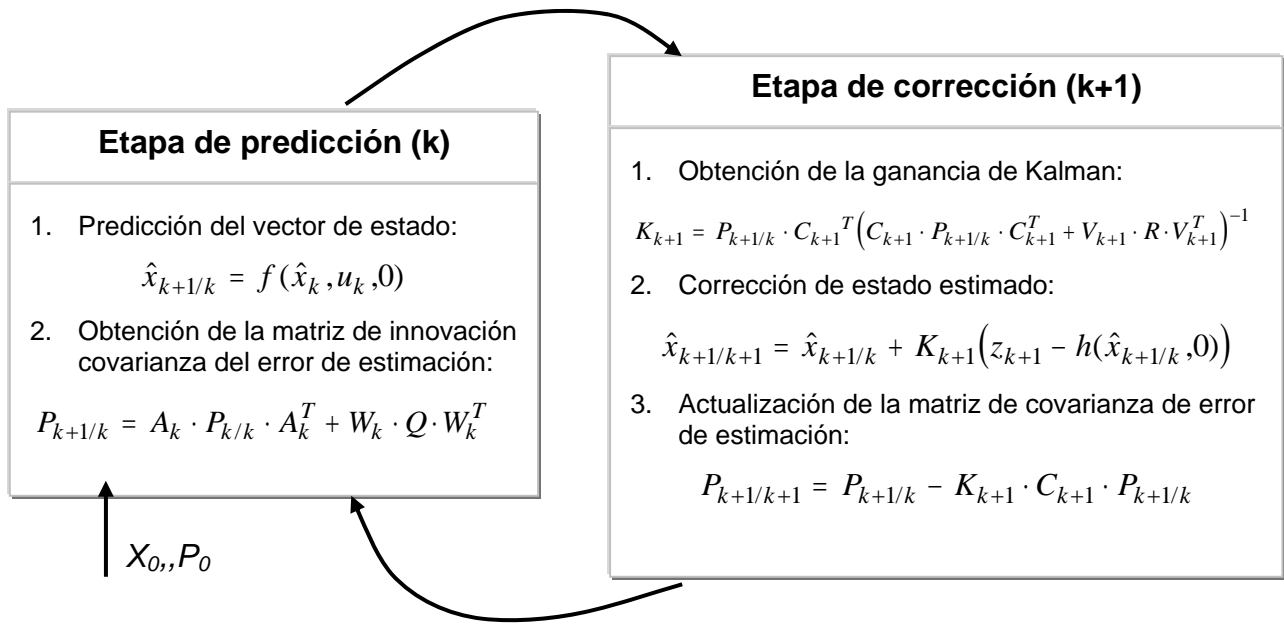 Etapa de predicción (k)
1. Predicción del vector de estado:
x̂ₖ₊₁/ₖ = f(x̂ₖ,uₖ,0)
2. Obtención de la matriz de innovación
covarianza del error de estimación:
Pₖ₊₁/ₖ = Aₖ · Pₖ/ₖ · Aₖᵀ + Wₖ · Q · Wₖᵀ
X₀,,P₀
Etapa de corrección (k+1)
1. Obtención de la ganancia de Kalman:
Kₖ₊₁ = Pₖ₊₁/ₖ · Cₖ₊₁ᵀ(Cₖ₊₁ · Pₖ₊₁/ₖ · Cₖ₊₁ᵀ + Vₖ₊₁ · R · Vₖ₊₁ᵀ)⁻¹
2. Corrección de estado estimado:
x̂ₖ₊₁/ₖ₊₁ = x̂ₖ₊₁/ₖ + Kₖ₊₁(zₖ₊₁ − h(x̂ₖ₊₁/ₖ,0))
3. Actualización de la matriz de covarianza de error
de estimación:
Pₖ₊₁/ₖ₊₁ = Pₖ₊₁/ₖ − Kₖ₊₁ · Cₖ₊₁ · Pₖ₊₁/ₖ